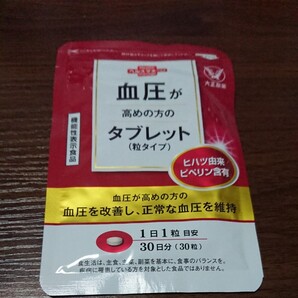 大正製薬
血圧が
高めの方の
タブレット
(粒タイプ)
機能性表示食品
ヒハツ由来
ピペリン含有
血圧が高めの方の
血圧を改善し、正常な血圧を維持
1日1粒 目安
30日分(30粒)
食生活は、主食、主菜、副菜を基本に、食事のバランスを。